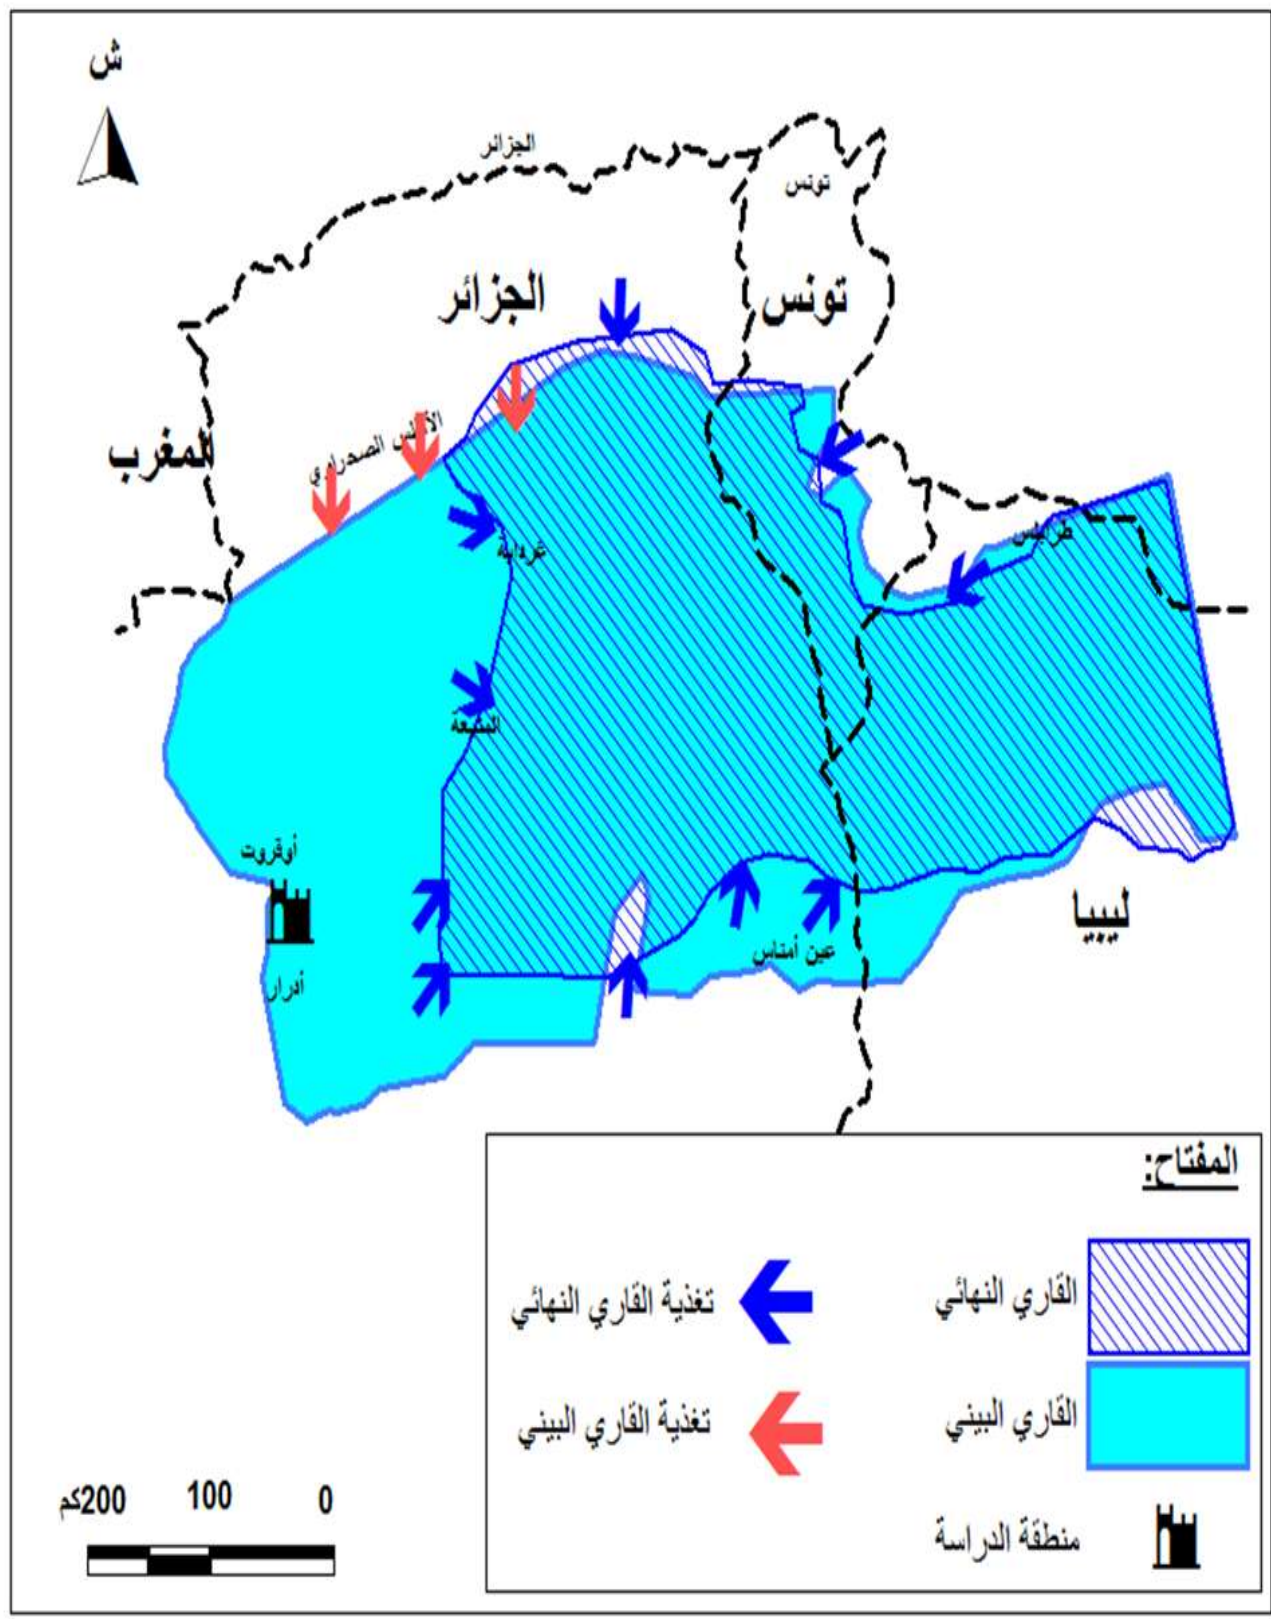 ش
الجزائر
تونس
الجزائر
تونس
المغرب
الأطلس الصحراوي
طرابلس
غرداية
المنيعة
أوقروت
ليبيا
عين أمناس
أدرار
المفتاح:
القاري النهائي
تغذية القاري النهائي
القاري البيني
تغذية القاري البيني
منطقة الدراسة
0 100 200كم